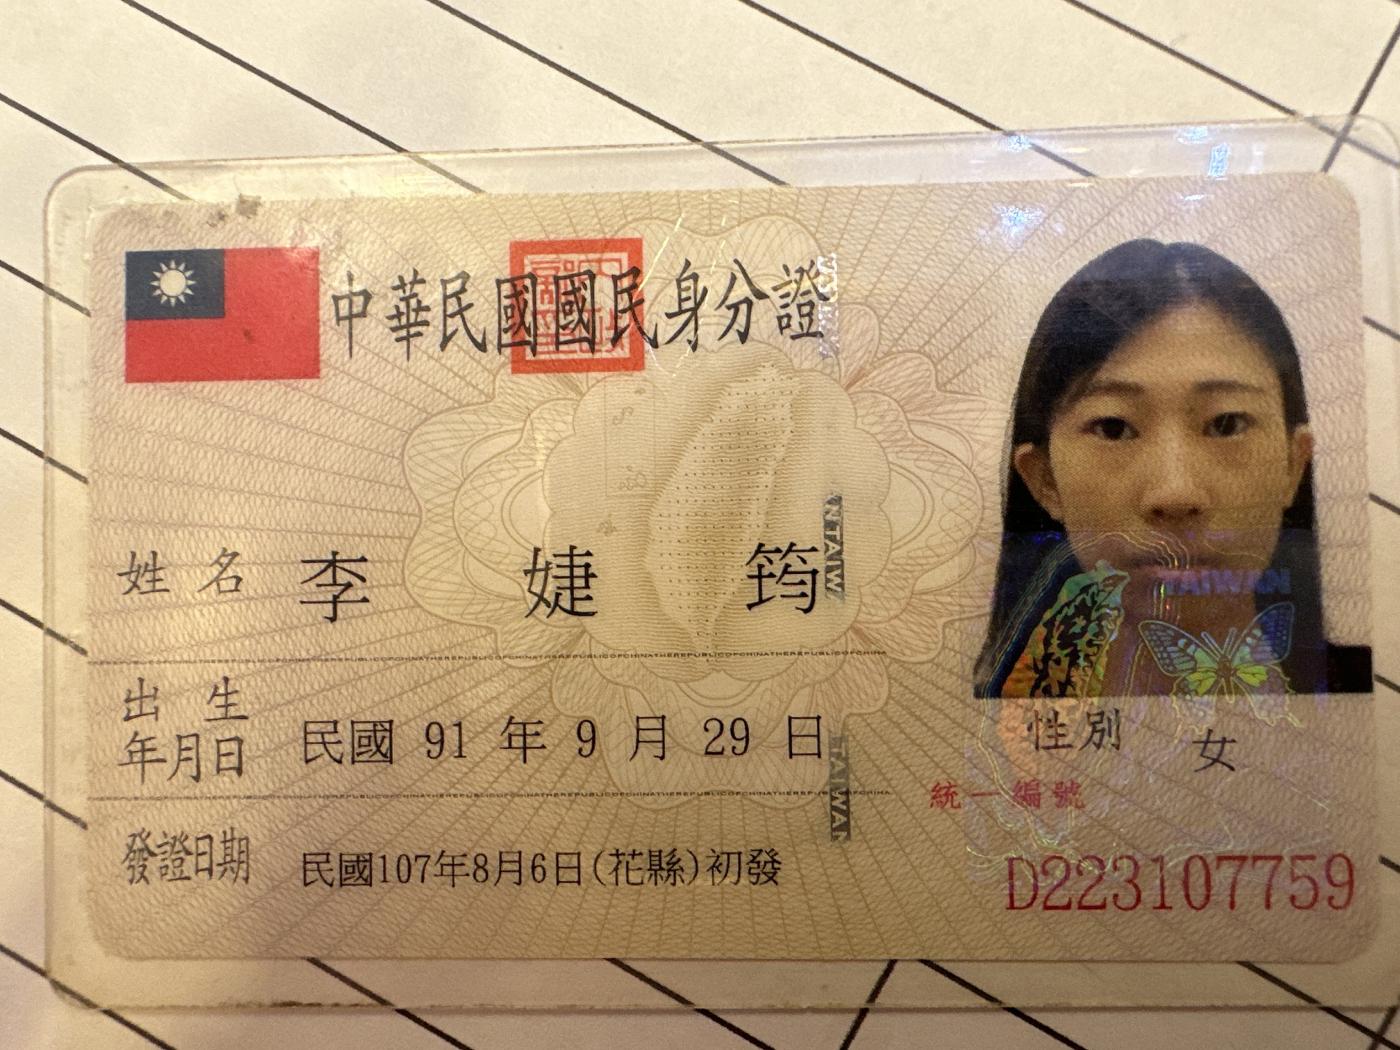 中華民國國民身分證
姓名 李婕筠
出生年月日 民國 91 年 9 月 29 日
性別 女
統一編號
D223107759
發證日期 民國107年8月6日(花縣)初發
TAIWAN
TAIWAN